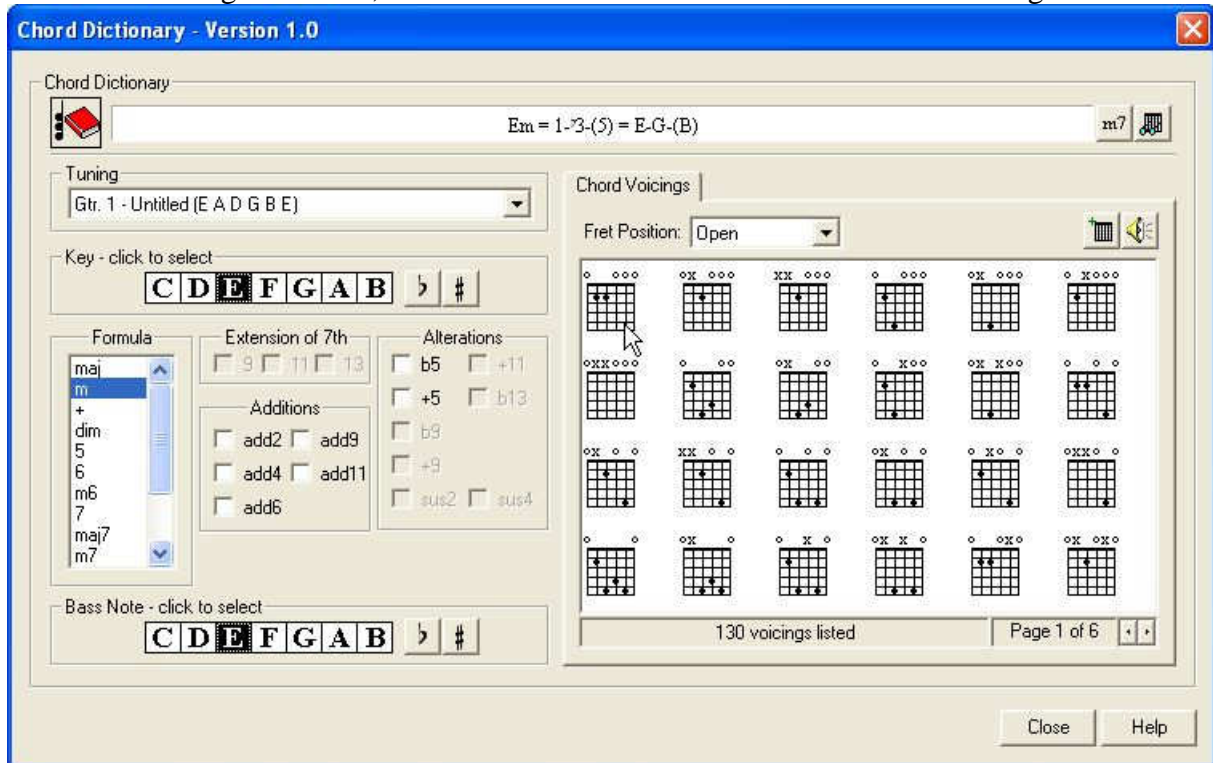 Chord Dictionary - Version 1.0
Chord Dictionary
Em = 1-♭3-(5) = E-G-(B)
m7
Tuning
Gtr. 1 - Untitled (E A D G B E)
Key - click to select
C D E F G A B ♭ #
Formula
maj
m
+
dim
5
6
m6
7
maj7
m7
Extension of 7th
9 11 13
Additions
add2 add9
add4 add11
add6
Alterations
b5 +11
+5 b13
b9
+9
sus2 sus4
Bass Note - click to select
C D E F G A B ♭ #
Chord Voicings
Fret Position: Open
130 voicings listed
Page 1 of 6
Close Help